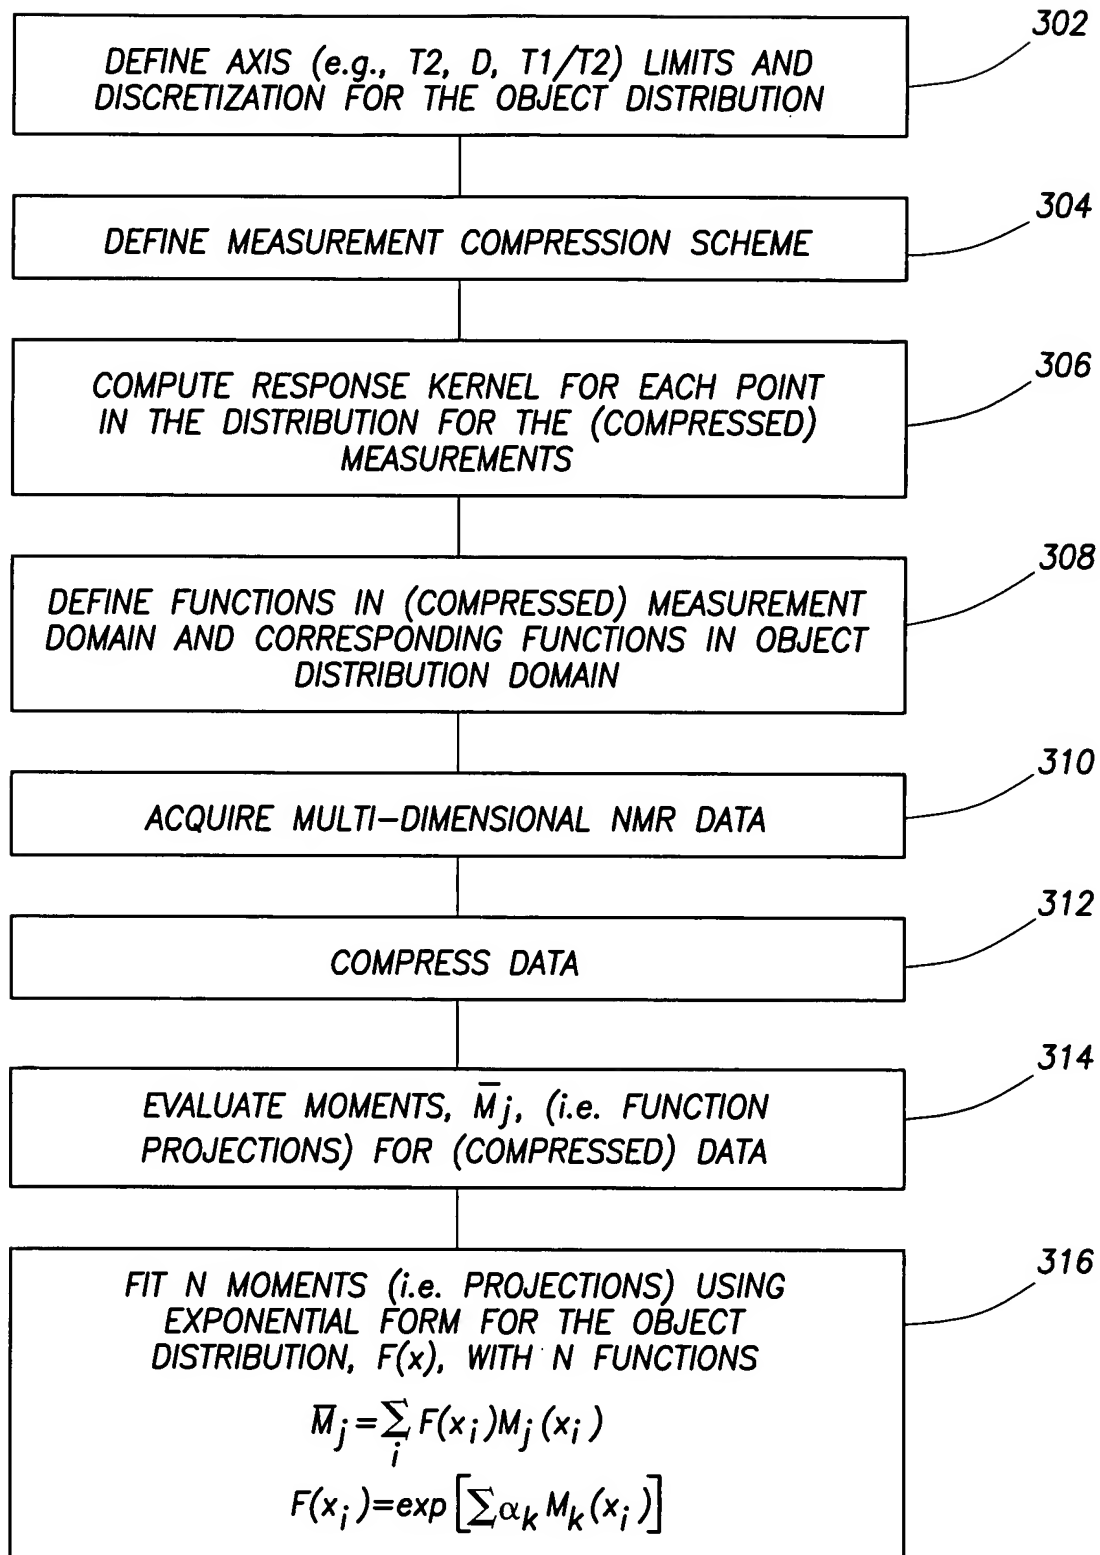 302
DEFINE AXIS (e.g., T2, D, T1/T2) LIMITS AND
DISCRETIZATION FOR THE OBJECT DISTRIBUTION
304
DEFINE MEASUREMENT COMPRESSION SCHEME
306
COMPUTE RESPONSE KERNEL FOR EACH POINT
IN THE DISTRIBUTION FOR THE (COMPRESSED)
MEASUREMENTS
308
DEFINE FUNCTIONS IN (COMPRESSED) MEASUREMENT
DOMAIN AND CORRESPONDING FUNCTIONS IN OBJECT
DISTRIBUTION DOMAIN
310
ACQUIRE MULTI-DIMENSIONAL NMR DATA
312
COMPRESS DATA
314
EVALUATE MOMENTS, M̅j, (i.e. FUNCTION
PROJECTIONS) FOR (COMPRESSED) DATA
316
FIT N MOMENTS (i.e. PROJECTIONS) USING
EXPONENTIAL FORM FOR THE OBJECT
DISTRIBUTION, F(x), WITH N FUNCTIONS
M̅j = ∑i F(xi)Mj(xi)
F(xi)=exp[∑αk Mk(xi)]